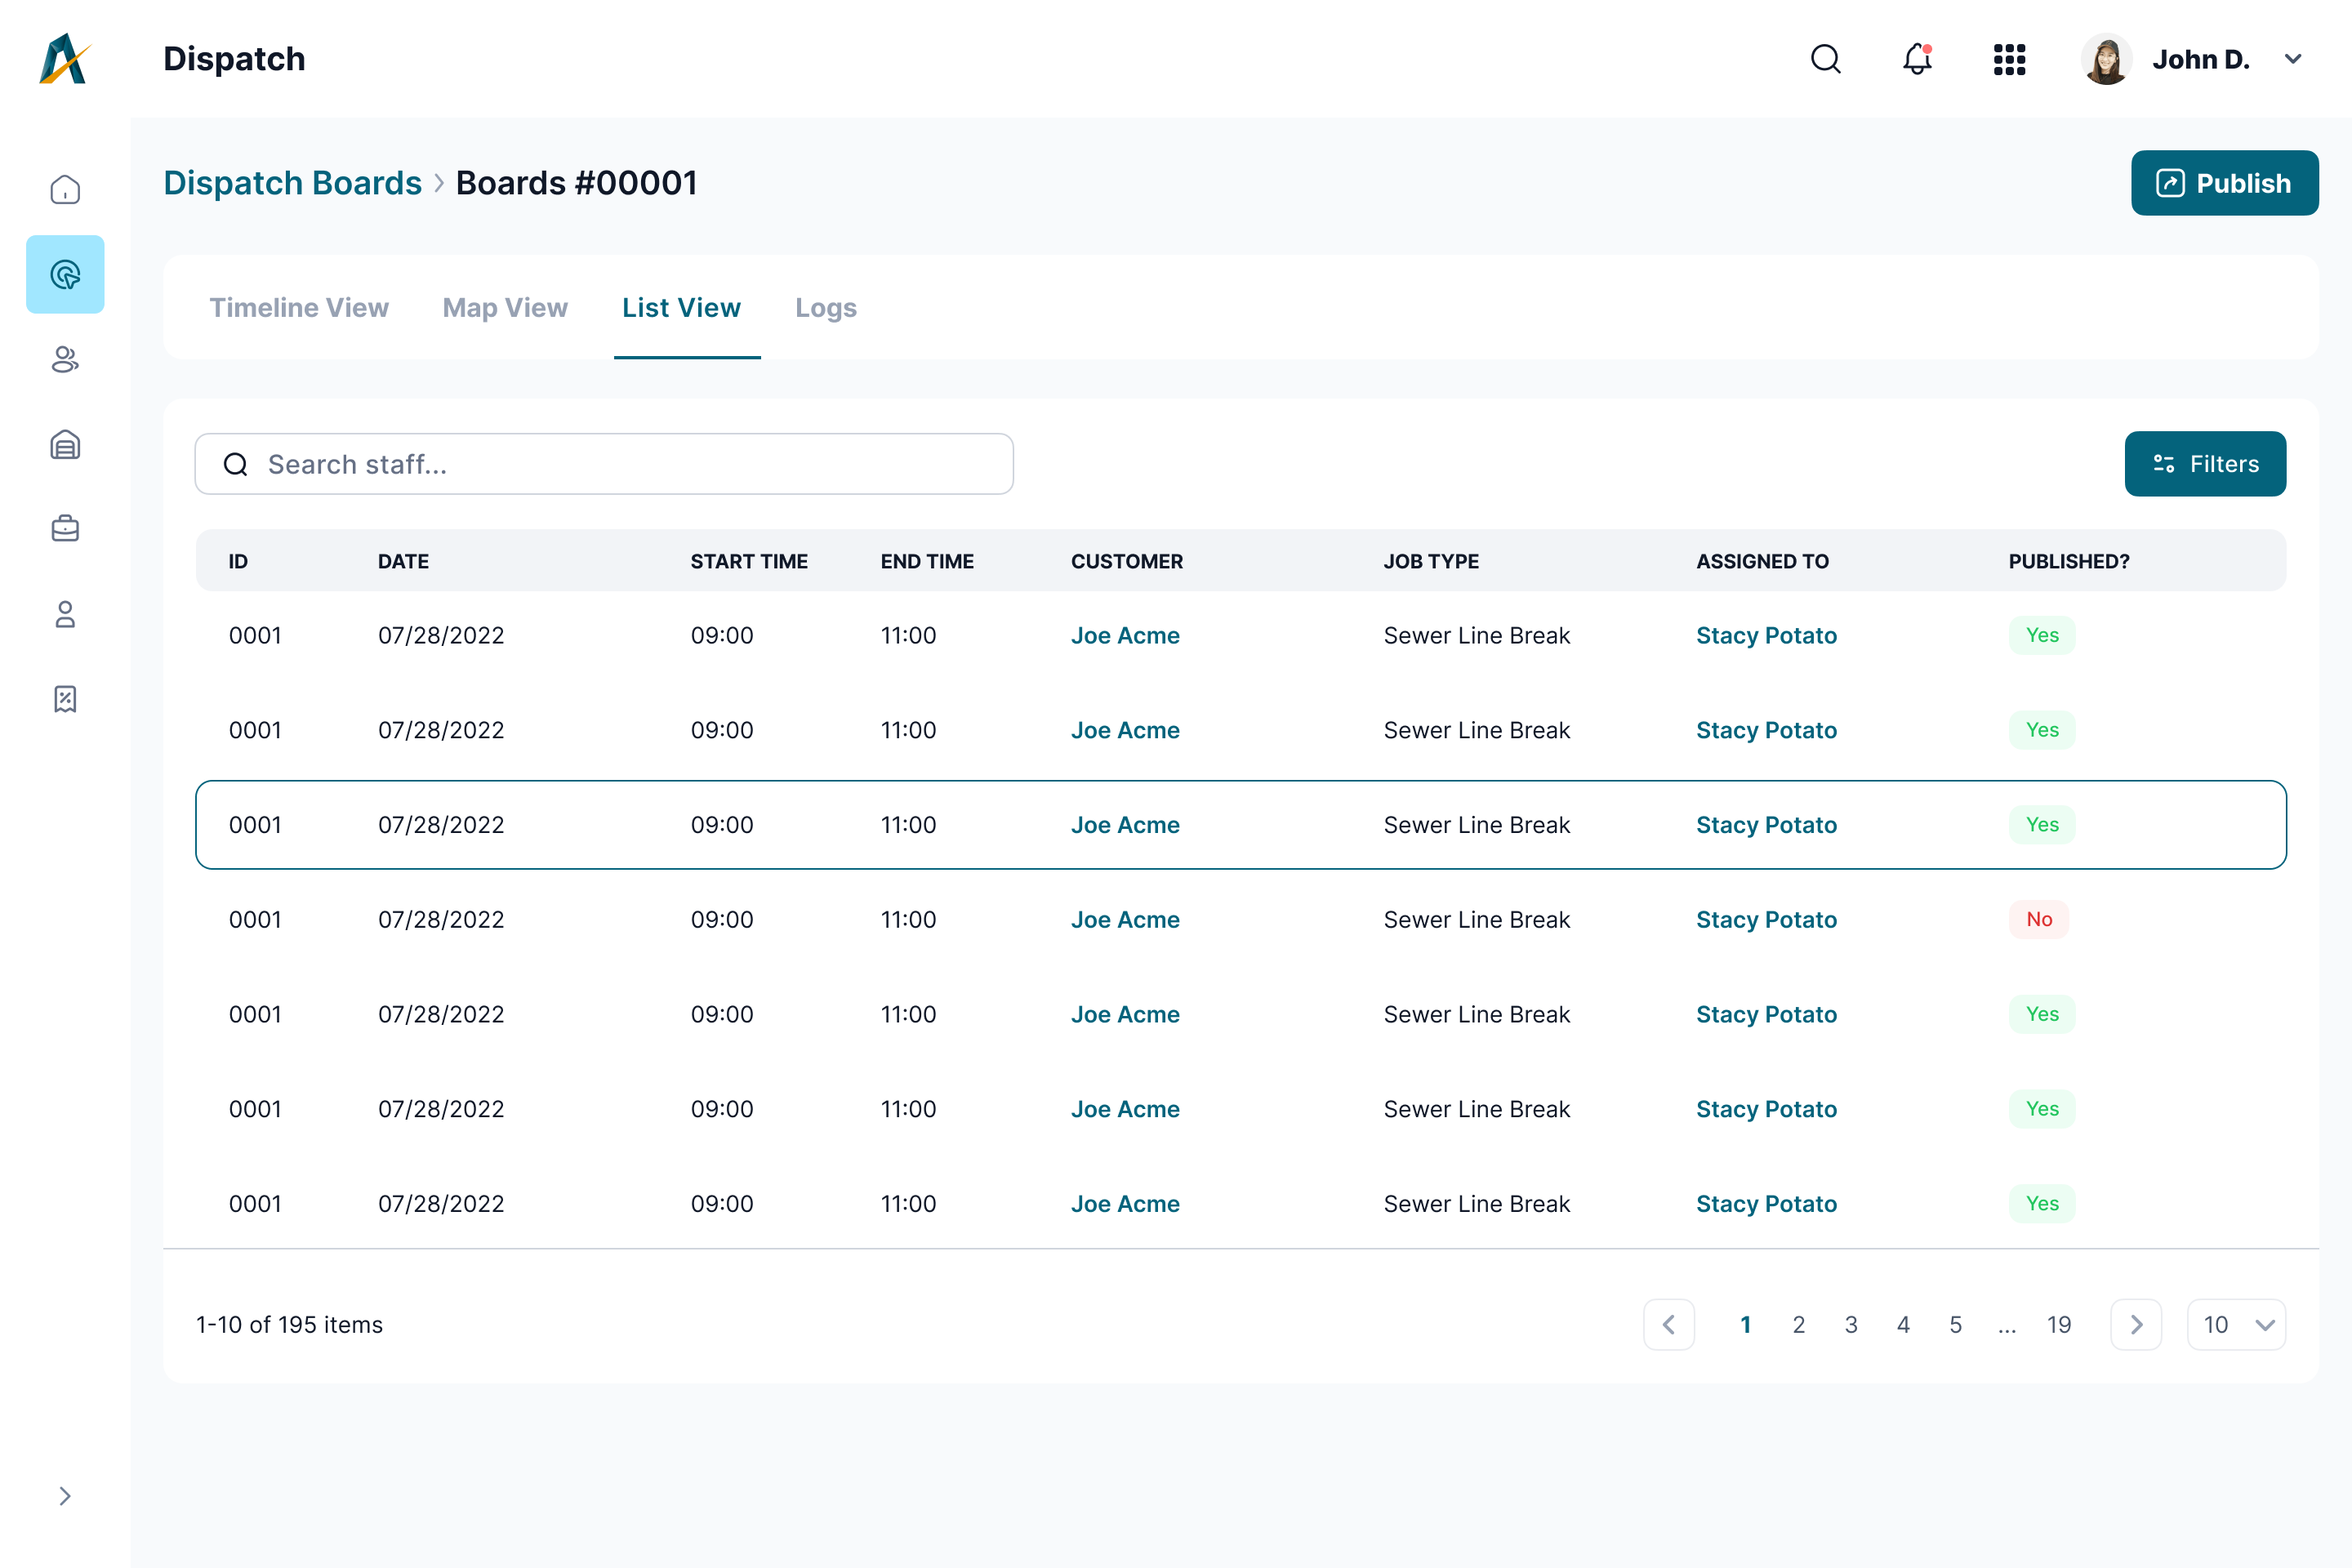 Dispatch
John D.
Dispatch Boards > Boards #00001
Publish
Timeline View Map View List View Logs
Search staff...
Filters
ID DATE START TIME END TIME CUSTOMER JOB TYPE ASSIGNED TO PUBLISHED?
0001 07/28/2022 09:00 11:00 Joe Acme Sewer Line Break Stacy Potato Yes
0001 07/28/2022 09:00 11:00 Joe Acme Sewer Line Break Stacy Potato Yes
0001 07/28/2022 09:00 11:00 Joe Acme Sewer Line Break Stacy Potato Yes
0001 07/28/2022 09:00 11:00 Joe Acme Sewer Line Break Stacy Potato No
0001 07/28/2022 09:00 11:00 Joe Acme Sewer Line Break Stacy Potato Yes
0001 07/28/2022 09:00 11:00 Joe Acme Sewer Line Break Stacy Potato Yes
0001 07/28/2022 09:00 11:00 Joe Acme Sewer Line Break Stacy Potato Yes
1-10 of 195 items
1 2 3 4 5 ... 19
10